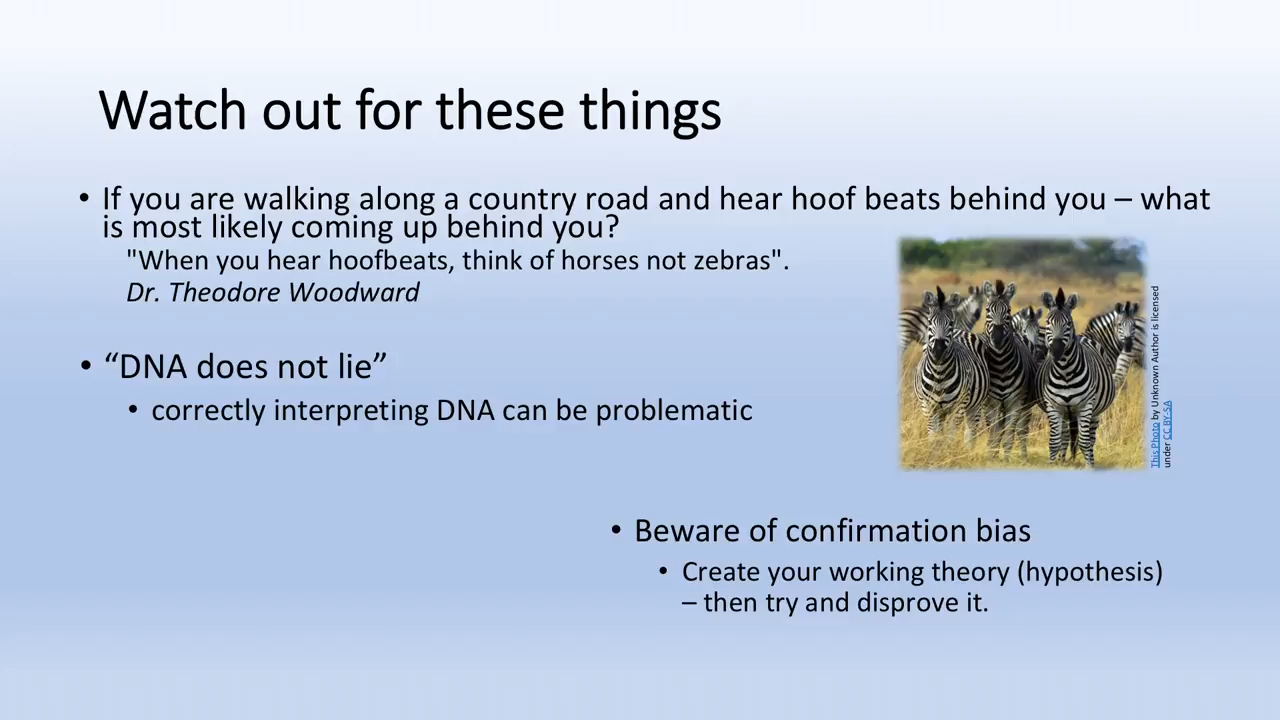 Watch out for these things
• If you are walking along a country road and hear hoof beats behind you – what
is most likely coming up behind you?
"When you hear hoofbeats, think of horses not zebras".
Dr. Theodore Woodward
• “DNA does not lie”
• correctly interpreting DNA can be problematic
This Photo by Unknown Author is licensed
under CC BY-SA
• Beware of confirmation bias
• Create your working theory (hypothesis)
– then try and disprove it.